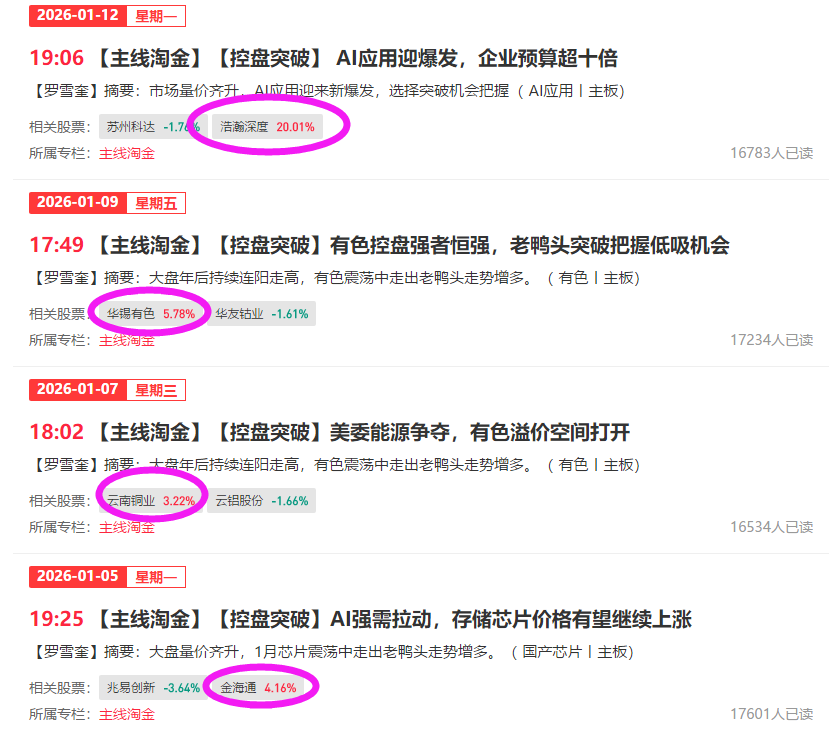 2026-01-12 星期一
19:06 【主线淘金】【控盘突破】 AI应用迎爆发，企业预算超十倍
【罗雪奎】摘要：市场量价齐升，AI应用迎来新爆发，选择突破机会把握（ AI应用丨主板）
相关股票： 苏州科达 -1.76% 浩瀚深度 20.01%
所属专栏：主线淘金 16783人已读
2026-01-09 星期五
17:49 【主线淘金】【控盘突破】有色控盘强者恒强，老鸭头突破把握低吸机会
【罗雪奎】摘要：大盘年后持续连阳走高，有色震荡中走出老鸭头走势增多。（ 有色丨主板）
相关股票： 华锡有色 5.78% 华友钴业 -1.61%
所属专栏：主线淘金 17234人已读
2026-01-07 星期三
18:02 【主线淘金】【控盘突破】美委能源争夺，有色溢价空间打开
【罗雪奎】摘要：大盘年后持续连阳走高，有色震荡中走出老鸭头走势增多。（ 有色丨主板）
相关股票： 云南铜业 3.22% 云铝股份 -1.66%
所属专栏：主线淘金 16534人已读
2026-01-05 星期一
19:25 【主线淘金】【控盘突破】AI强需拉动，存储芯片价格有望继续上涨
【罗雪奎】摘要：大盘量价齐升，1月芯片震荡中走出老鸭头走势增多。（ 国产芯片丨主板）
相关股票： 兆易创新 -3.64% 金海通 4.16%
所属专栏：主线淘金 17601人已读